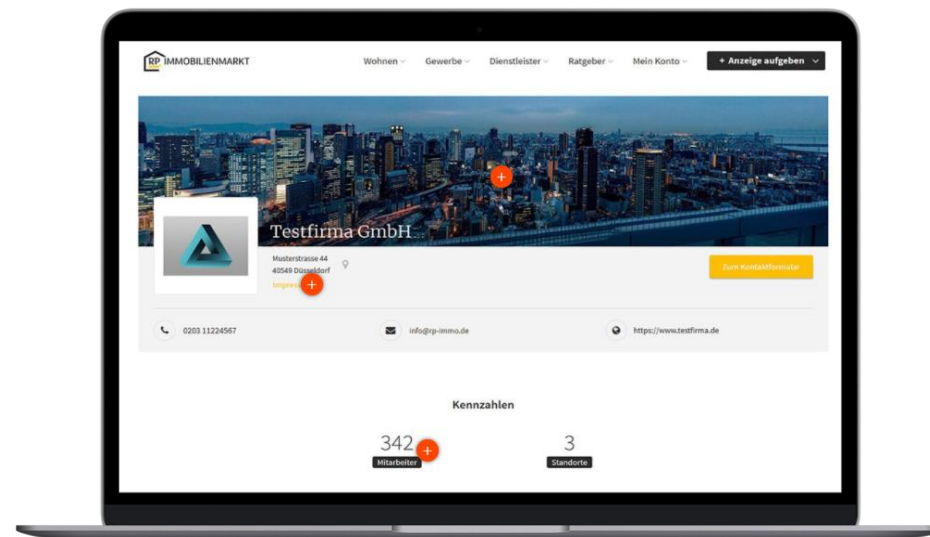 RP IMMOBILIENMARKT
Wohnen Gewerbe Dienstleister Ratgeber Mein Konto + Anzeige aufgeben
Testfirma GmbH
Musterstrasse 44
40549 Düsseldorf
Zum Kontaktformular
0203 11224567 info@rp-immo.de https://www.testfirma.de
Kennzahlen
342 3
Mitarbeiter Standorte